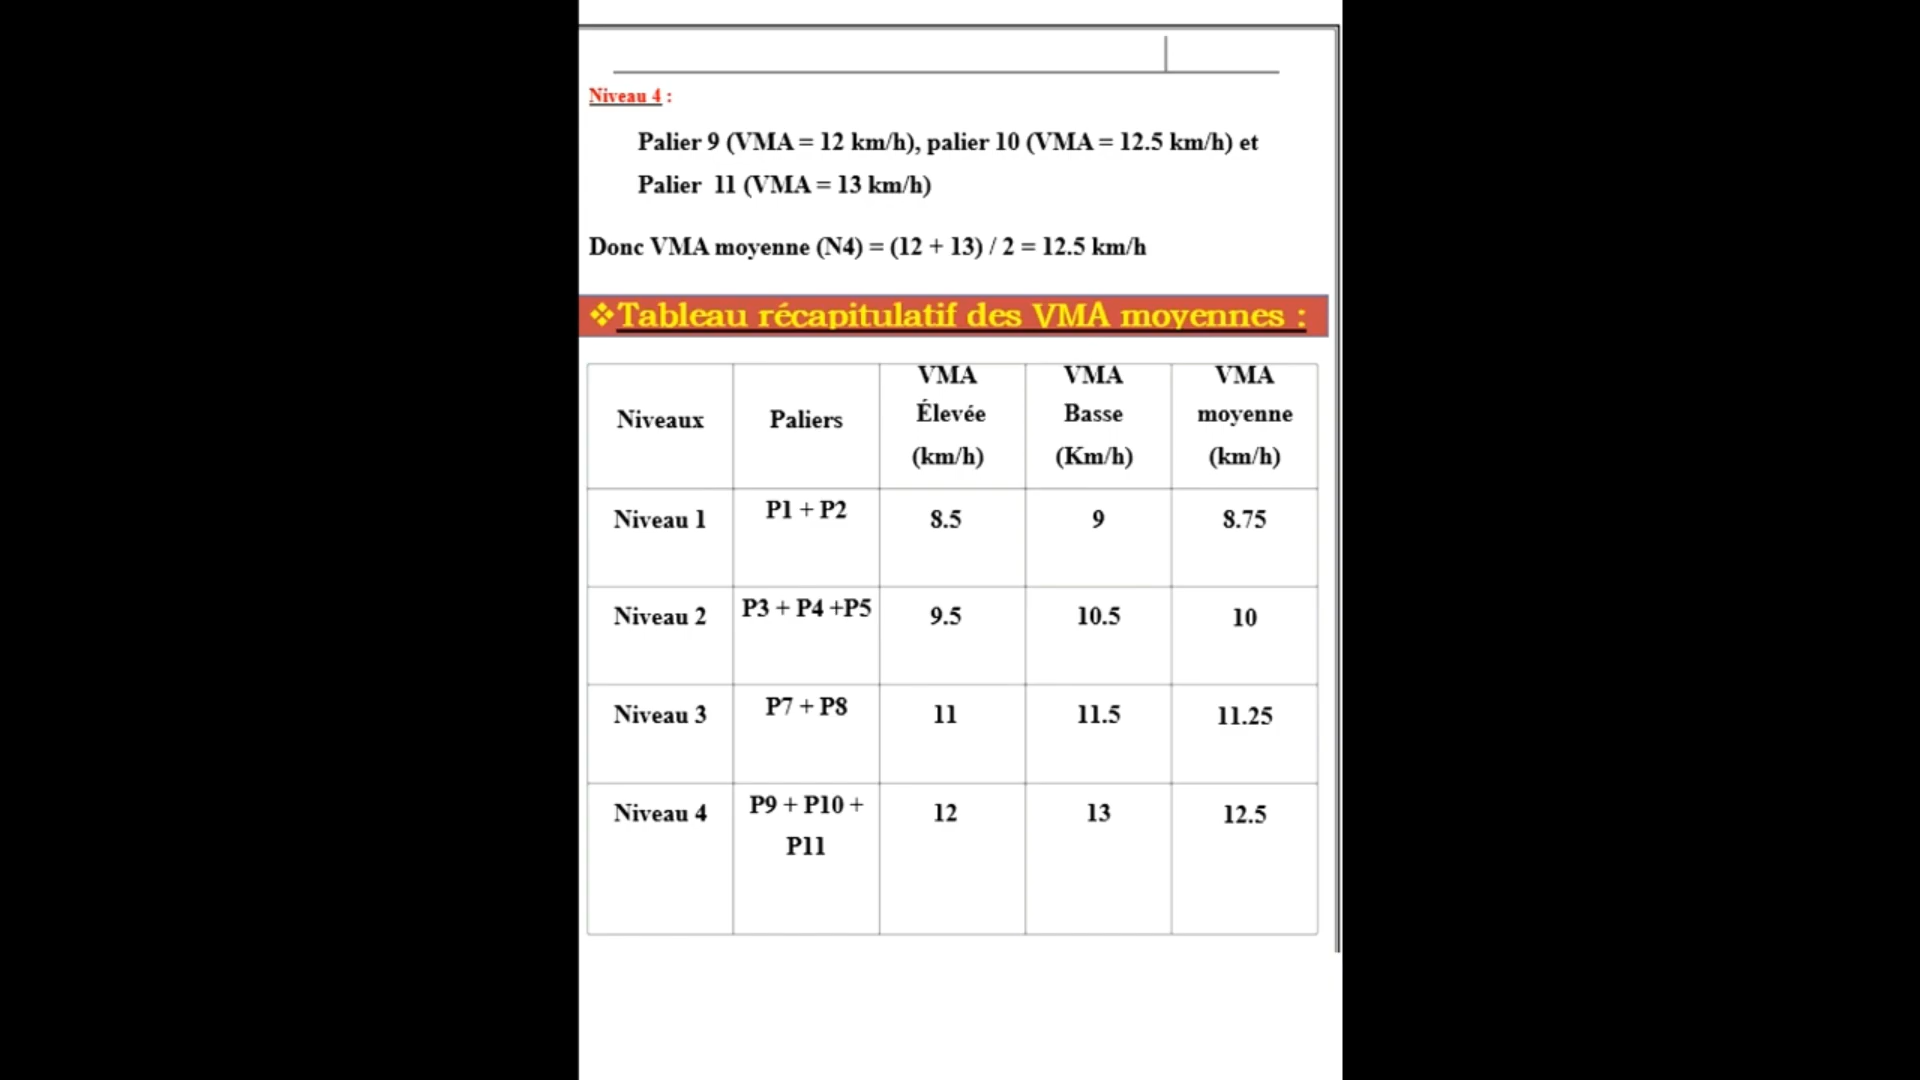 Niveau 4 :
Palier 9 (VMA = 12 km/h), palier 10 (VMA = 12.5 km/h) et
Palier 11 (VMA = 13 km/h)
Donc VMA moyenne (N4) = (12 + 13) / 2 = 12.5 km/h
❖Tableau récapitulatif des VMA moyennes :
Niveaux Paliers VMA Élevée (km/h) VMA Basse (Km/h) VMA moyenne (km/h)
Niveau 1 P1 + P2 8.5 9 8.75
Niveau 2 P3 + P4 +P5 9.5 10.5 10
Niveau 3 P7 + P8 11 11.5 11.25
Niveau 4 P9 + P10 + P11 12 13 12.5